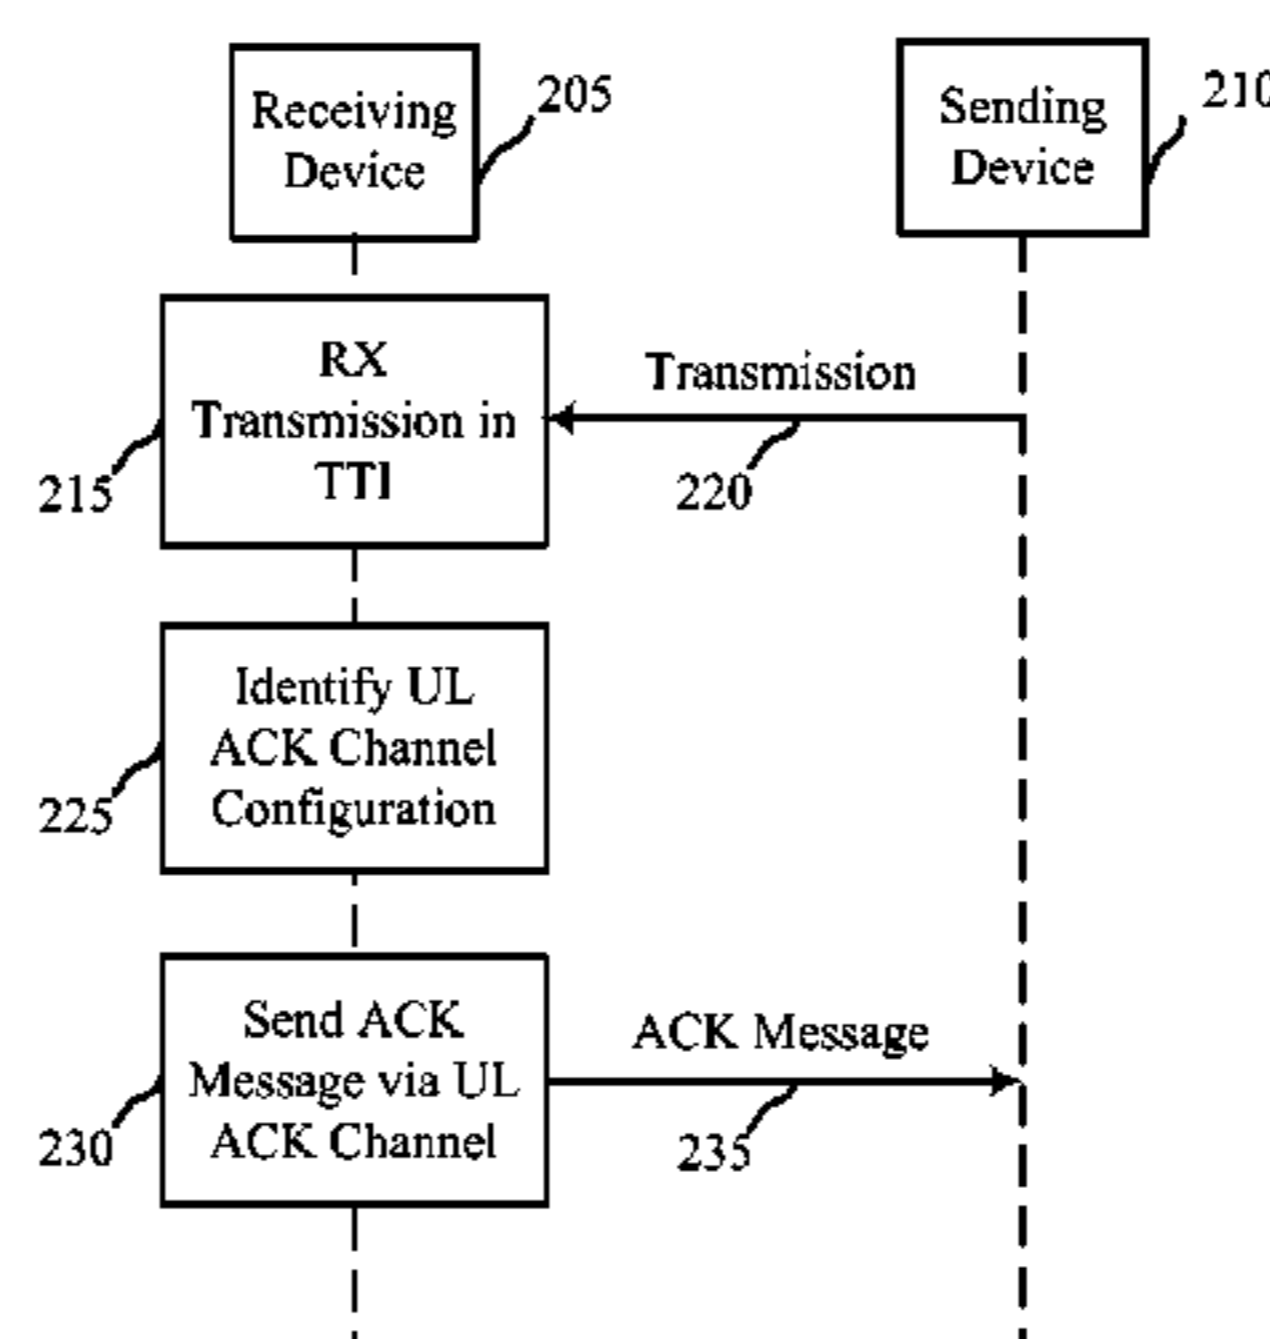 Receiving
Device
205
Sending
Device
210
RX
Transmission in
TTI
215
Transmission
220
Identify UL
ACK Channel
Configuration
225
Send ACK
Message via UL
ACK Channel
230
ACK Message
235